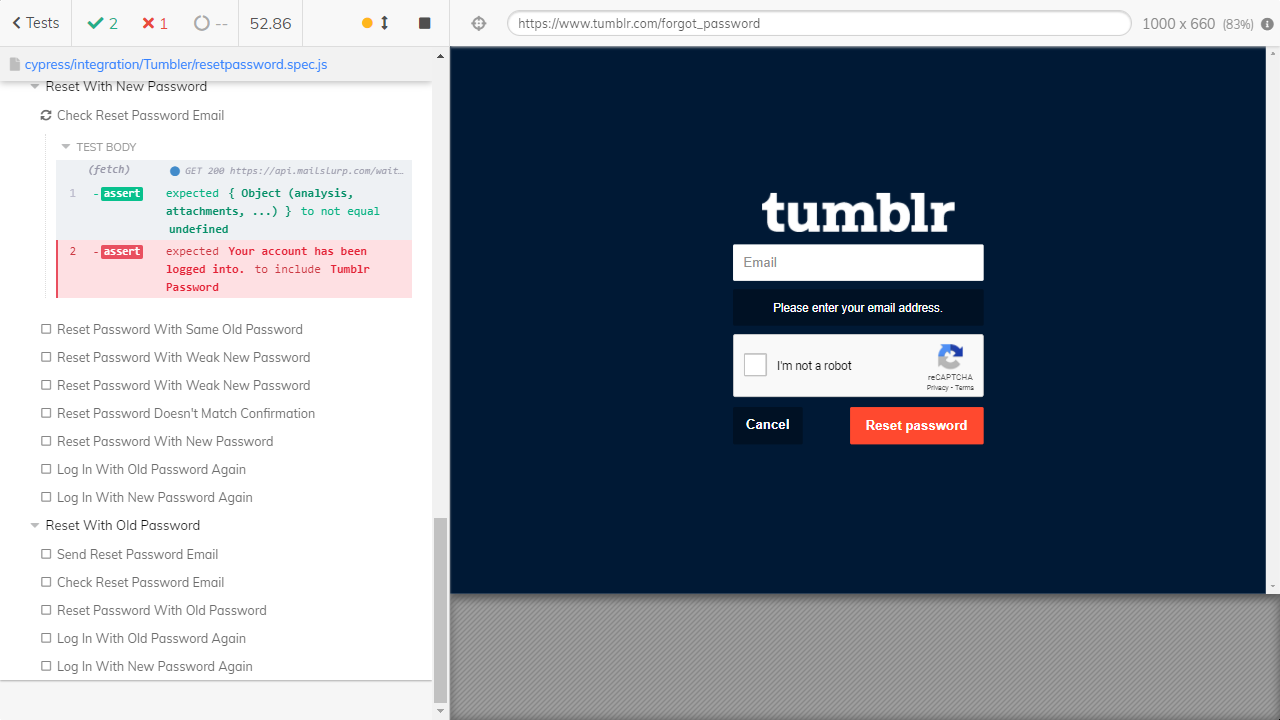 Tests
2
1
--
52.86
https://www.tumblr.com/forgot_password
1000 x 660 (83%)
cypress/integration/Tumbler/resetpassword.spec.js
Reset With New Password
Check Reset Password Email
TEST BODY
(fetch) GET 200 https://api.mailslurp.com/wait...
1 -assert expected { Object (analysis,
attachments, ...) } to not equal
undefined
2 -assert expected Your account has been
logged into. to include Tumblr
Password
Reset Password With Same Old Password
Reset Password With Weak New Password
Reset Password With Weak New Password
Reset Password Doesn't Match Confirmation
Reset Password With New Password
Log In With Old Password Again
Log In With New Password Again
Reset With Old Password
Send Reset Password Email
Check Reset Password Email
Reset Password With Old Password
Log In With Old Password Again
Log In With New Password Again
tumblr
Email
Please enter your email address.
I'm not a robot
reCAPTCHA
Privacy - Terms
Cancel
Reset password